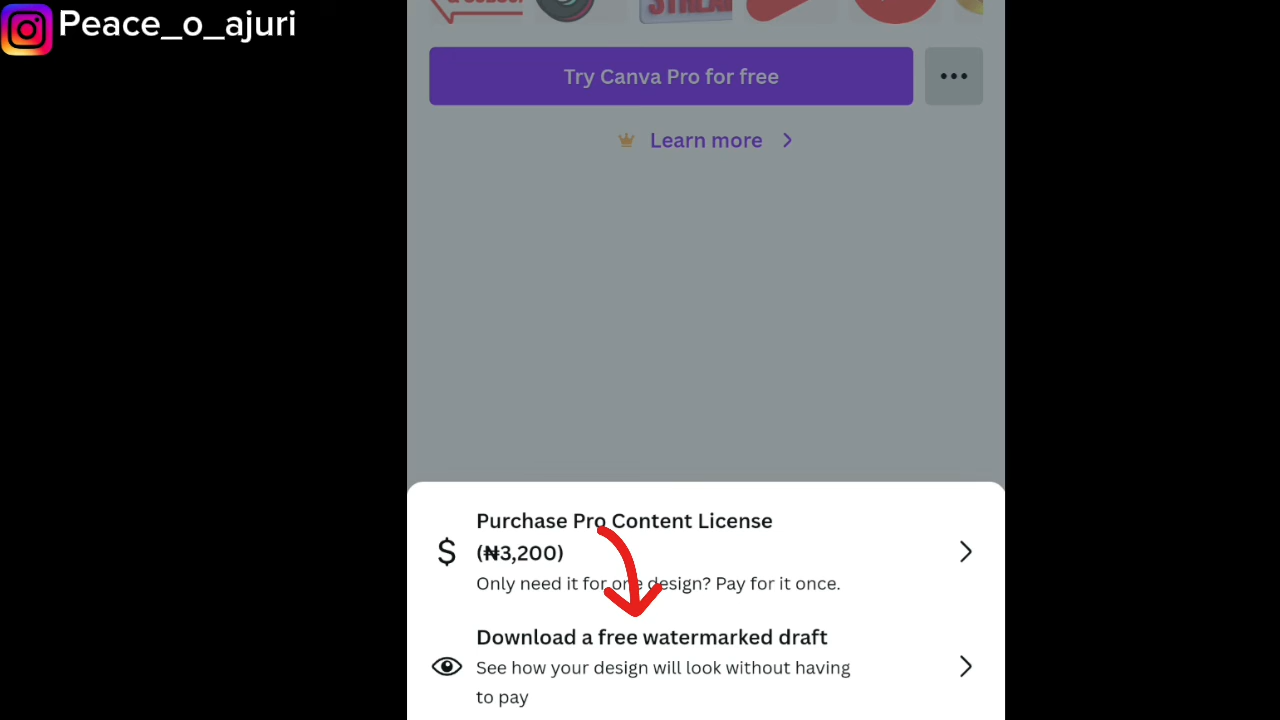 Peace_o_ajuri
& SUBSCR
STREAM
Try Canva Pro for free
Learn more
Purchase Pro Content License
(₦3,200)
Only need it for one design? Pay for it once.
Download a free watermarked draft
See how your design will look without having
to pay